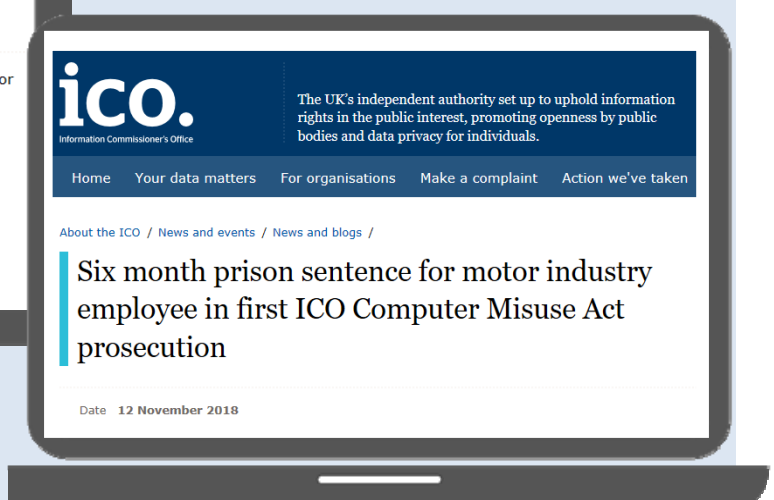 or
ico.
Information Commissioner's Office
The UK's independent authority set up to uphold information
rights in the public interest, promoting openness by public
bodies and data privacy for individuals.
Home Your data matters For organisations Make a complaint Action we've taken
About the ICO / News and events / News and blogs /
Six month prison sentence for motor industry
employee in first ICO Computer Misuse Act
prosecution
Date 12 November 2018